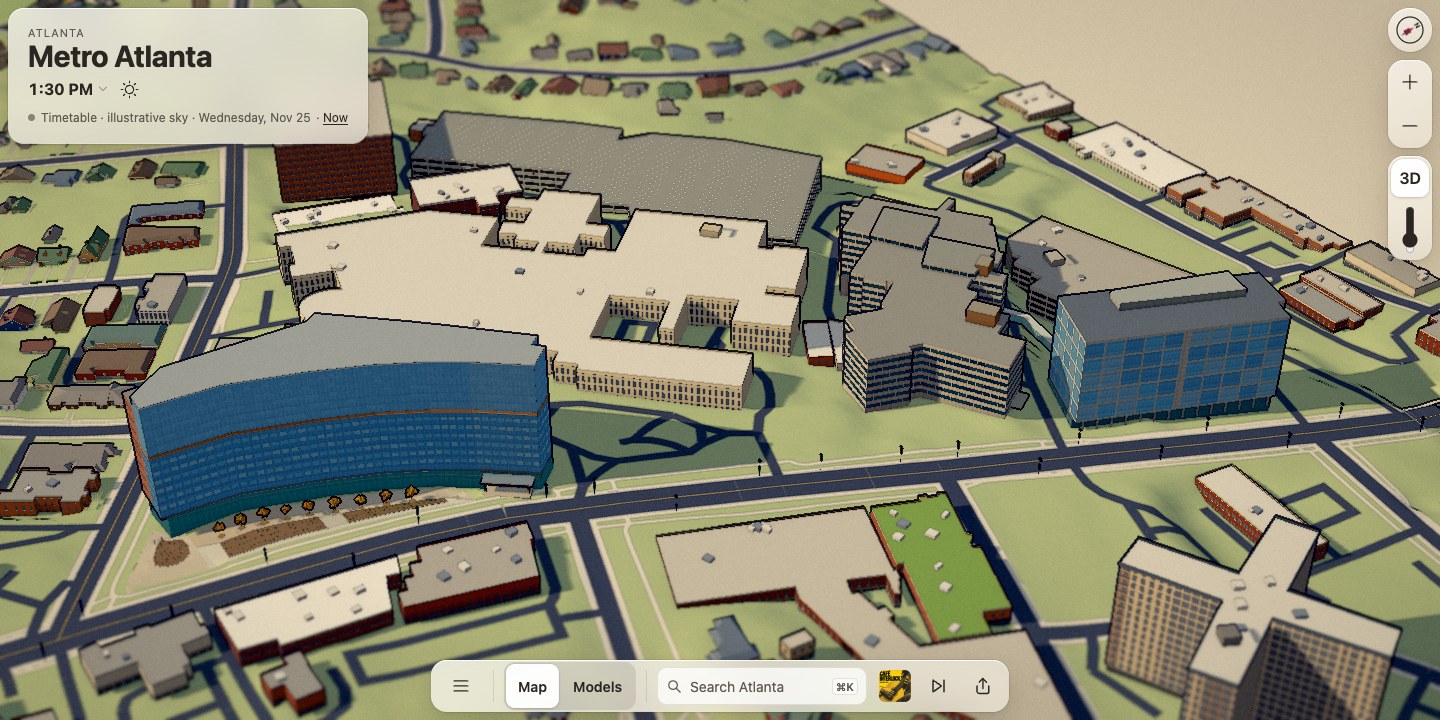 ATLANTA
Metro Atlanta
1:30 PM
Timetable · illustrative sky · Wednesday, Nov 25 · Now
3D
Map
Models
Search Atlanta
⌘K